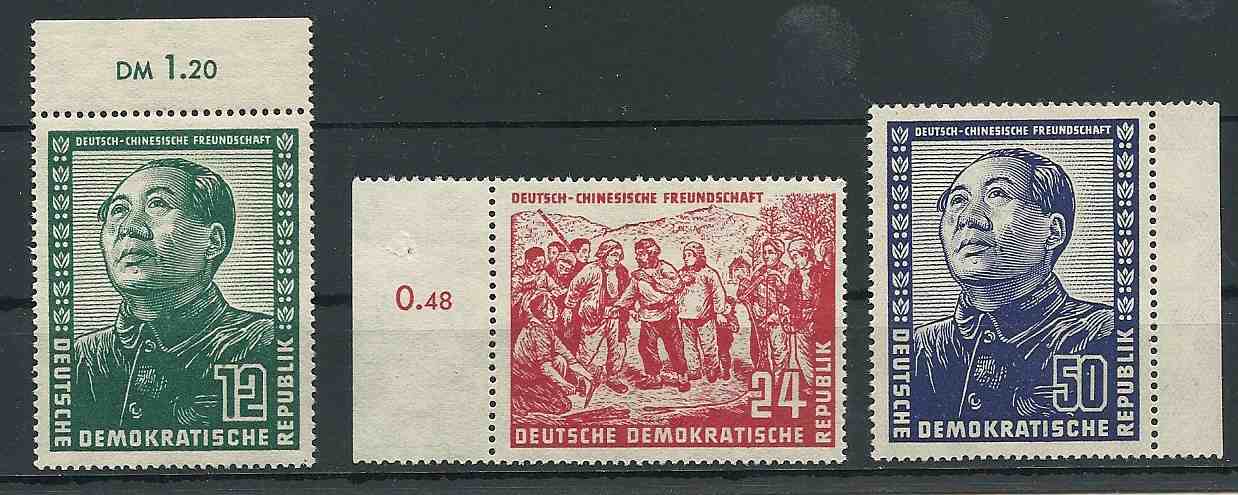 DM 1.20
DEUTSCH-CHINESISCHE FREUNDSCHAFT
12
DEUTSCHE
DEMOKRATISCHE
REPUBLIK
0.48
DEUTSCH-CHINESISCHE FREUNDSCHAFT
24
DEUTSCHE DEMOKRATISCHE
REPUBLIK
DEUTSCH-CHINESISCHE FREUNDSCHAFT
50
DEUTSCHE
DEMOKRATISCHE
REPUBLIK